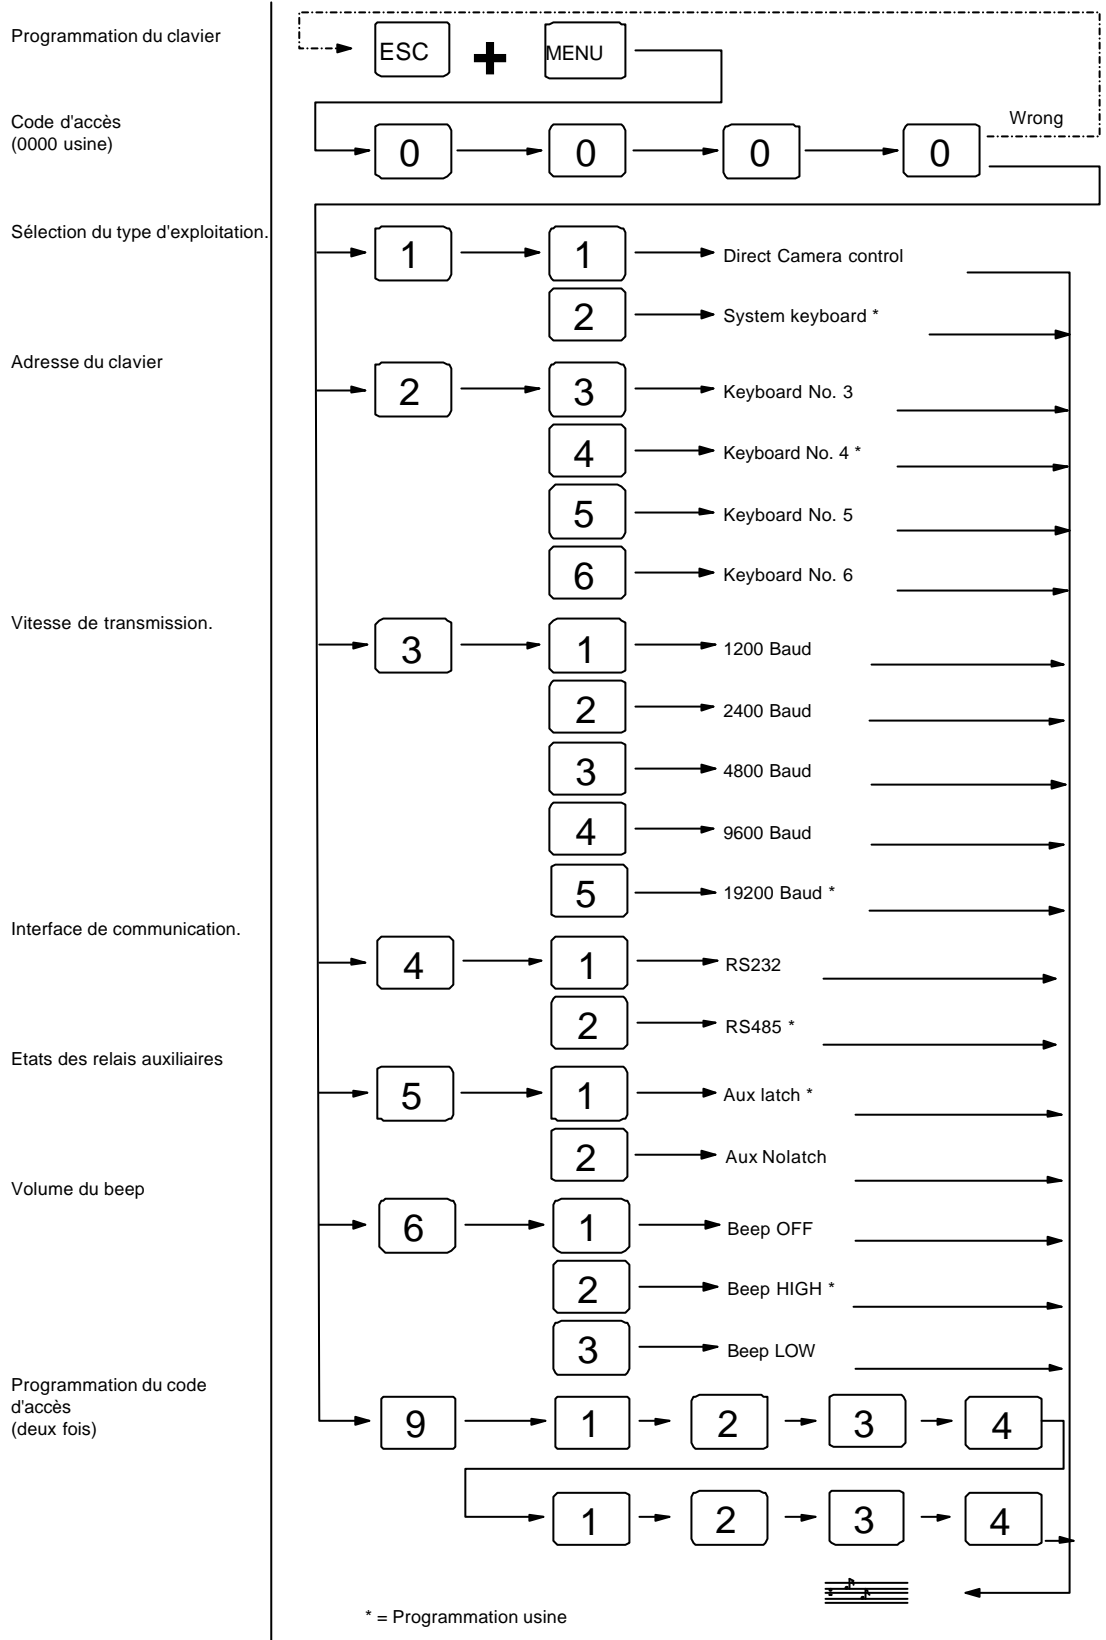 Programmation du clavier
ESC + MENU
Code d'accès
(0000 usine)
Wrong
0 0 0 0
Sélection du type d'exploitation.
1 1 Direct Camera control
2 System keyboard *
Adresse du clavier
2 3 Keyboard No. 3
4 Keyboard No. 4 *
5 Keyboard No. 5
6 Keyboard No. 6
Vitesse de transmission.
3 1 1200 Baud
2 2400 Baud
3 4800 Baud
4 9600 Baud
5 19200 Baud *
Interface de communication.
4 1 RS232
2 RS485 *
Etats des relais auxiliaires
5 1 Aux latch *
2 Aux Nolatch
Volume du beep
6 1 Beep OFF
2 Beep HIGH *
3 Beep LOW
Programmation du code
d'accès
(deux fois)
9 1 2 3 4
1 2 3 4
* = Programmation usine